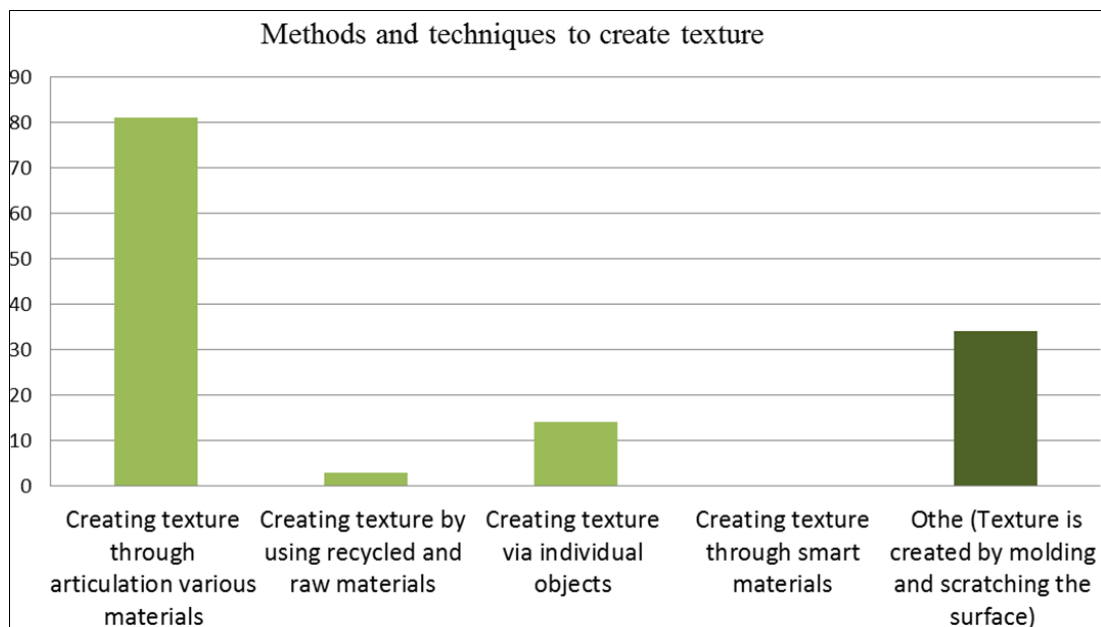 Methods and techniques to create texture
90
80
70
60
50
40
30
20
10
0
Creating texture
through
articulation various
materials
Creating texture by
using recycled and
raw materials
Creating texture
via individual
objects
Creating texture
through smart
materials
Othe (Texture is
created by molding
and scratching the
surface)